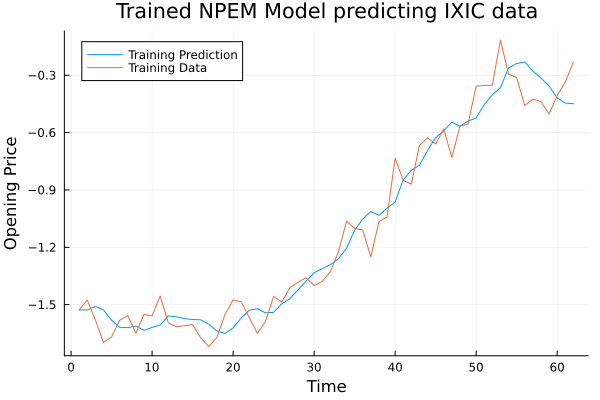 Trained NPEM Model predicting IXIC data
Training Prediction
Training Data
Opening Price
−0.3
−0.6
−0.9
−1.2
−1.5
0 10 20 30 40 50 60
Time